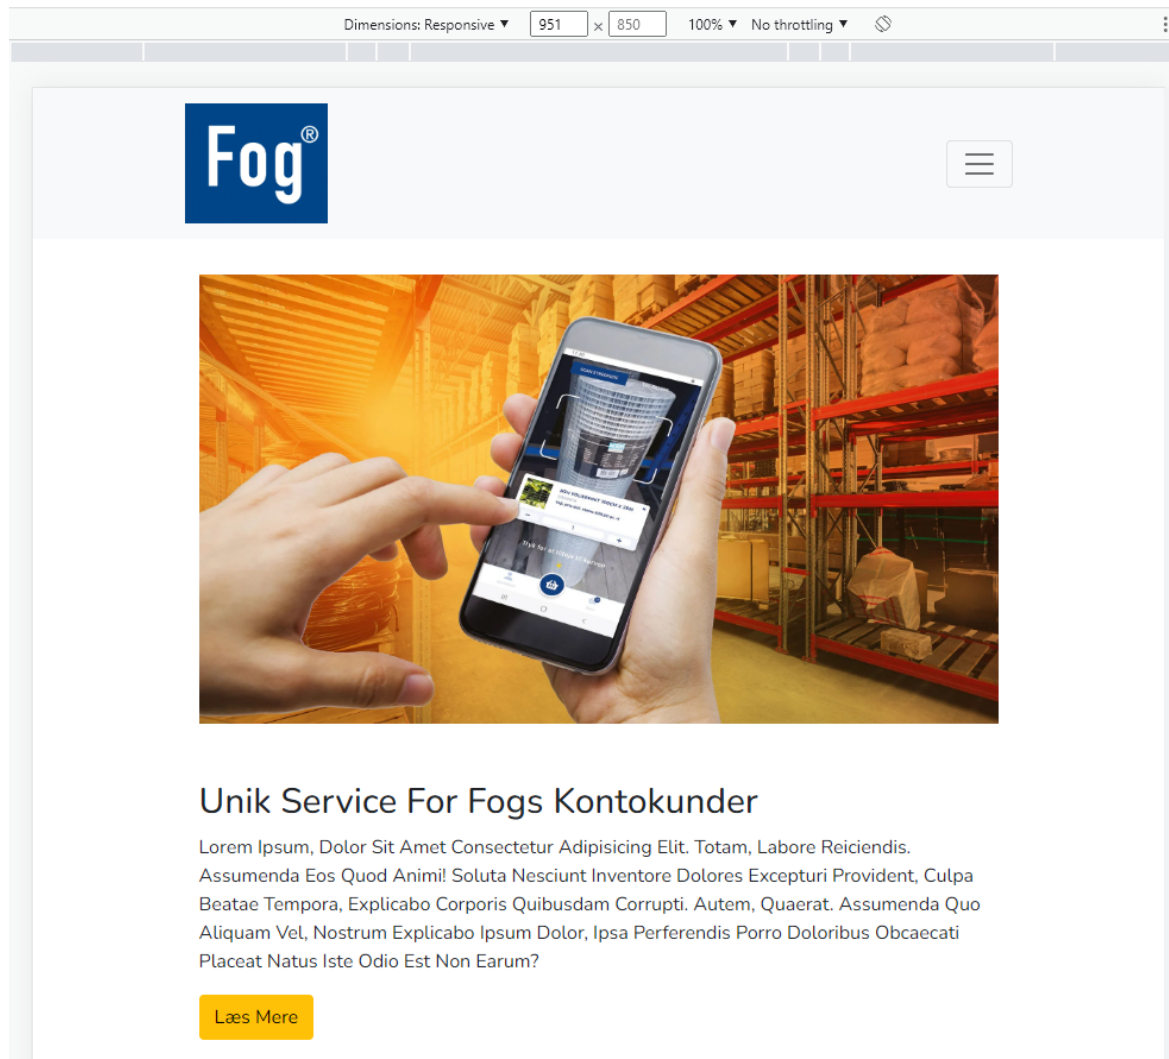 Dimensions: Responsive ▼ 951 × 850 100% ▼ No throttling ▼
Fog®
SCAN STREGKODE
Unik Service For Fogs Kontokunder
Lorem Ipsum, Dolor Sit Amet Consectetur Adipisicing Elit. Totam, Labore Reiciendis.
Assumenda Eos Quod Animi! Soluta Nesciunt Inventore Dolores Excepturi Provident, Culpa
Beatae Tempora, Explicabo Corporis Quibusdam Corrupti. Autem, Quaerat. Assumenda Quo
Aliquam Vel, Nostrum Explicabo Ipsum Dolor, Ipsa Perferendis Porro Doloribus Obcaecati
Placeat Natus Iste Odio Est Non Earum?
Læs Mere